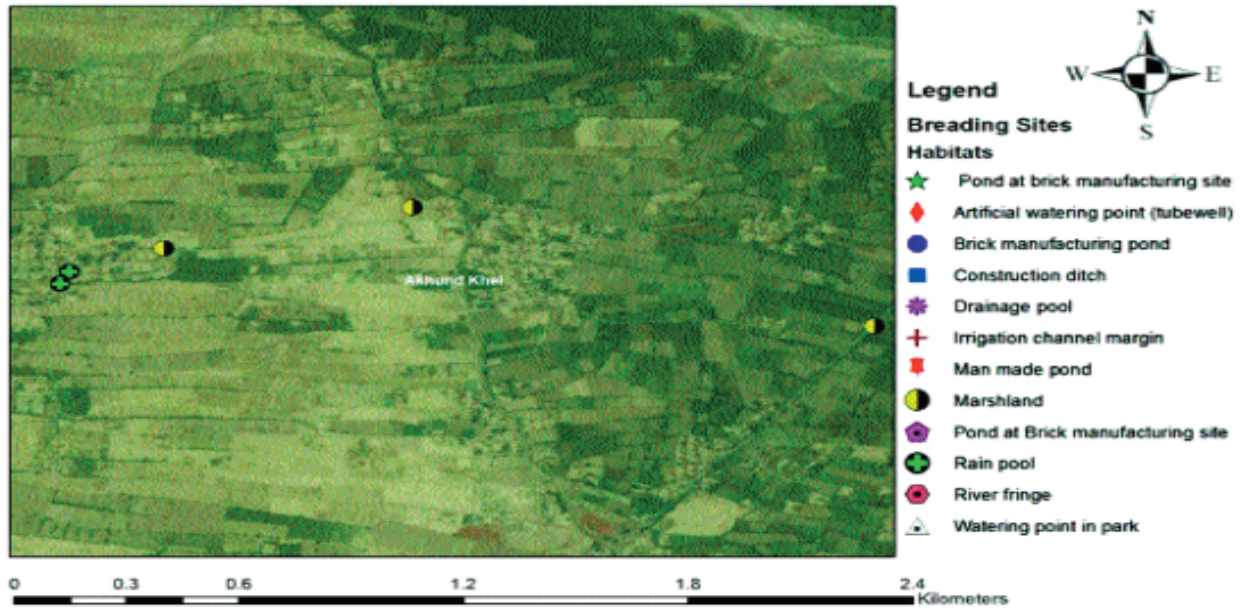 N
W E
S
Legend
Breading Sites
Habitats
Pond at brick manufacturing site
Artificial watering point (tubewell)
Brick manufacturing pond
Construction ditch
Drainage pool
Irrigation channel margin
Man made pond
Marshland
Pond at Brick manufacturing site
Rain pool
River fringe
Watering point in park
Akhund Khel
0 0.3 0.6 1.2 1.8 2.4
Kilometers